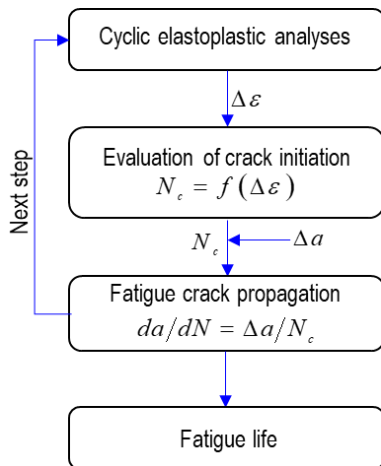 Cyclic elastoplastic analyses
Δε
Evaluation of crack initiation
N_c = f(Δε)
Next step
N_c
Δa
Fatigue crack propagation
da/dN = Δa/N_c
Fatigue life